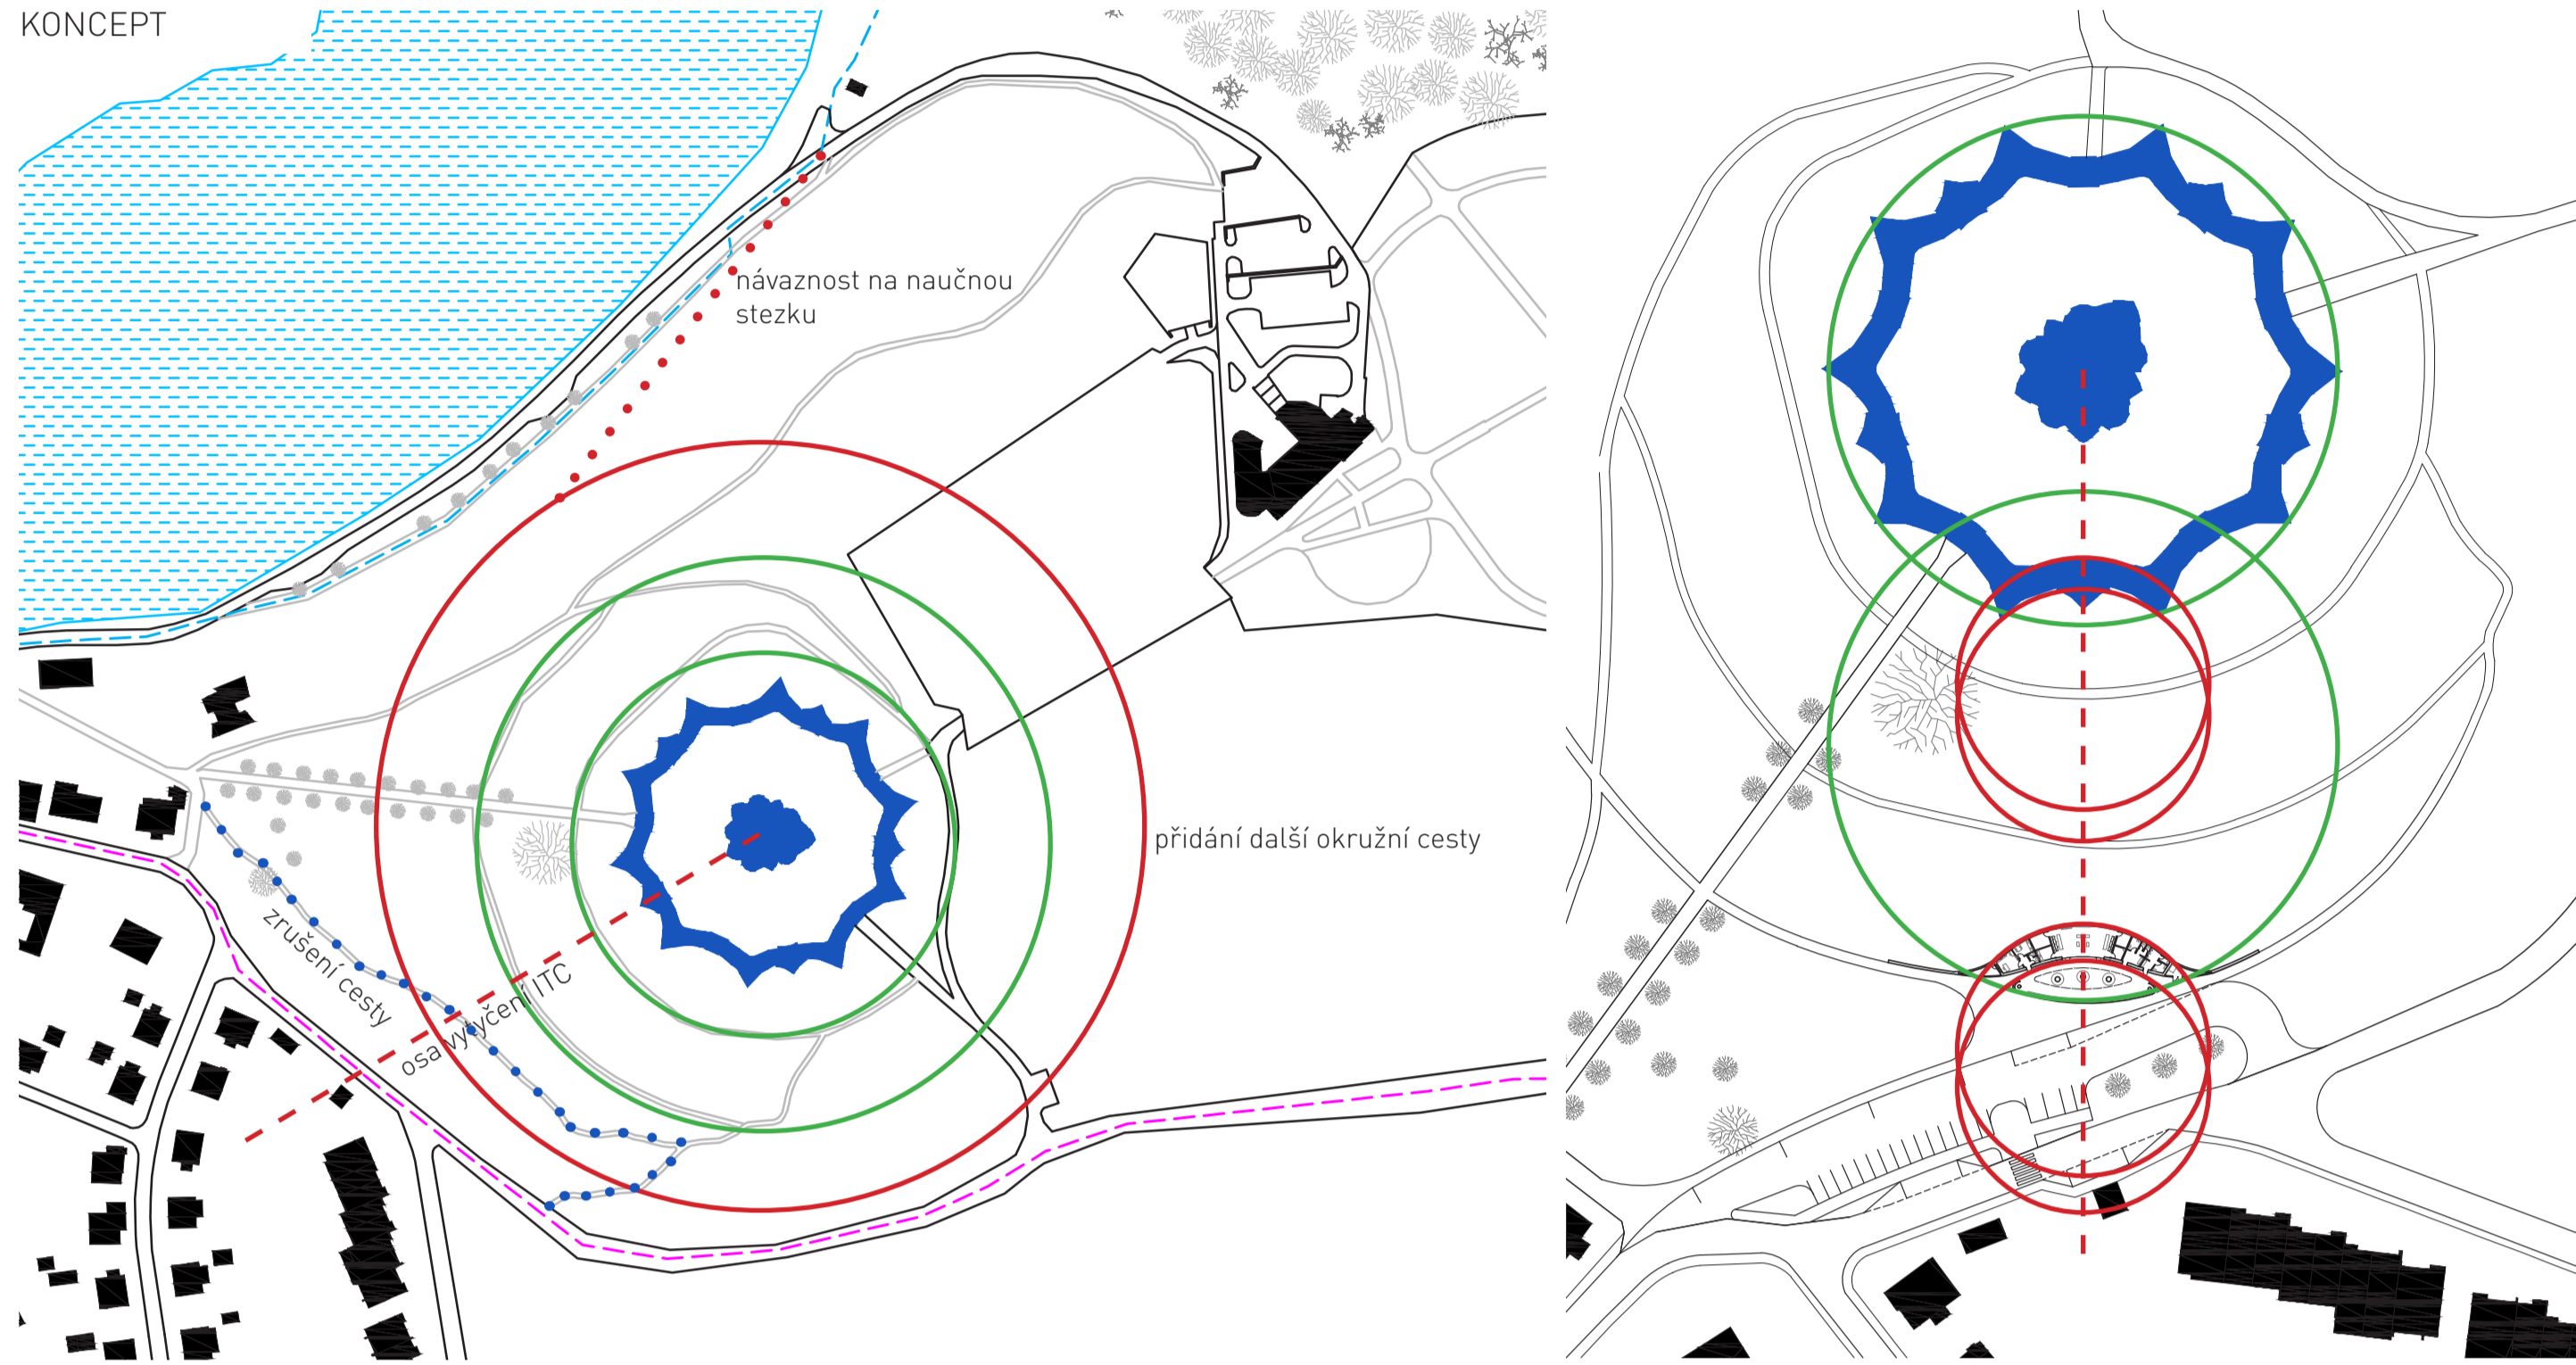 KONCEPT
návaznost na naučnou
stezku
přidání další okružní cesty
zrušení cesty
osa vytyčení ITC